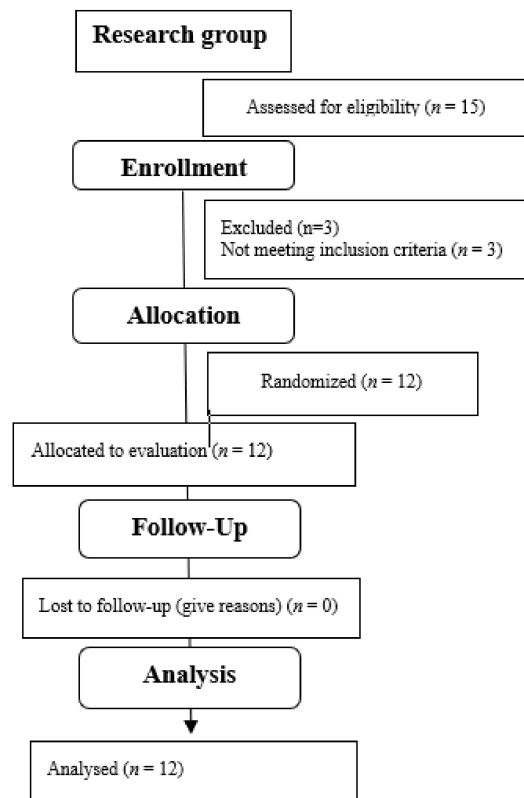 Research group
Assessed for eligibility (n = 15)
Enrollment
Excluded (n=3)
Not meeting inclusion criteria (n = 3)
Allocation
Randomized (n = 12)
Allocated to evaluation (n = 12)
Follow-Up
Lost to follow-up (give reasons) (n = 0)
Analysis
Analysed (n = 12)